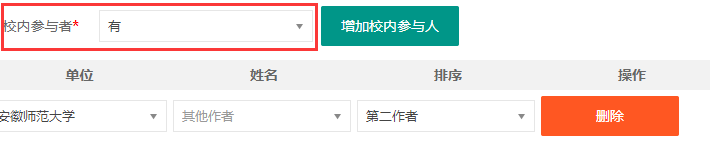 校内参与者* 有 增加校内参与人
单位 姓名 排序 操作
安徽师范大学 其他作者 第二作者 删除